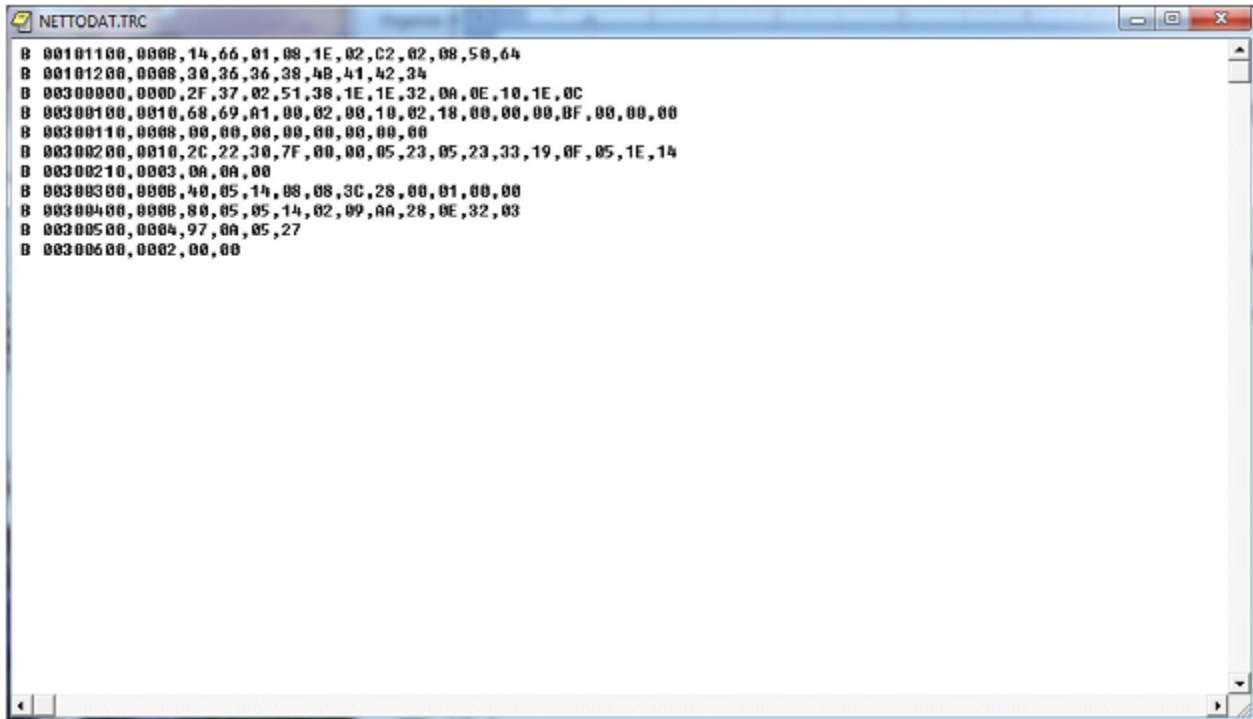 NETTODAT.TRC
B 00101100,000B,14,66,01,08,1E,02,C2,02,08,50,64
B 00101200,0008,30,36,36,38,4B,41,42,34
B 00300000,000D,2F,37,02,51,38,1E,1E,32,0A,0E,10,1E,0C
B 00300100,0010,68,69,A1,00,02,00,10,02,18,00,00,00,BF,00,00,00
B 00300110,0008,00,00,00,00,00,00,00,00
B 00300200,0010,2C,22,30,7F,00,00,05,23,05,23,33,19,0F,05,1E,14
B 00300210,0003,0A,0A,00
B 00300300,000B,40,05,14,08,08,3C,28,00,01,00,00
B 00300400,000B,80,05,05,14,02,09,AA,28,0E,32,03
B 00300500,0004,97,0A,05,27
B 00300600,0002,00,00